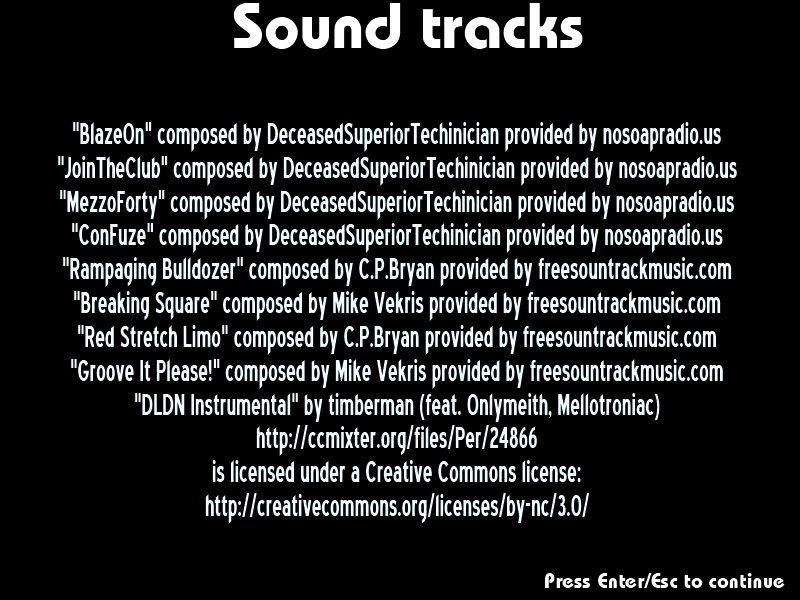 Sound tracks
"BlazeOn" composed by DeceasedSuperiorTechinician provided by nosoapradio.us
"JoinTheClub" composed by DeceasedSuperiorTechinician provided by nosoapradio.us
"MezzoForty" composed by DeceasedSuperiorTechinician provided by nosoapradio.us
"ConFuze" composed by DeceasedSuperiorTechinician provided by nosoapradio.us
"Rampaging Bulldozer" composed by C.P.Bryan provided by freesountrackmusic.com
"Breaking Square" composed by Mike Vekris provided by freesountrackmusic.com
"Red Stretch Limo" composed by C.P.Bryan provided by freesountrackmusic.com
"Groove It Please!" composed by Mike Vekris provided by freesountrackmusic.com
"DLDN Instrumental" by timberman (feat. Onlymeith, Mellotroniac)
http://ccmixter.org/files/Per/24866
is licensed under a Creative Commons license:
http://creativecommons.org/licenses/by-nc/3.0/
Press Enter/Esc to continue